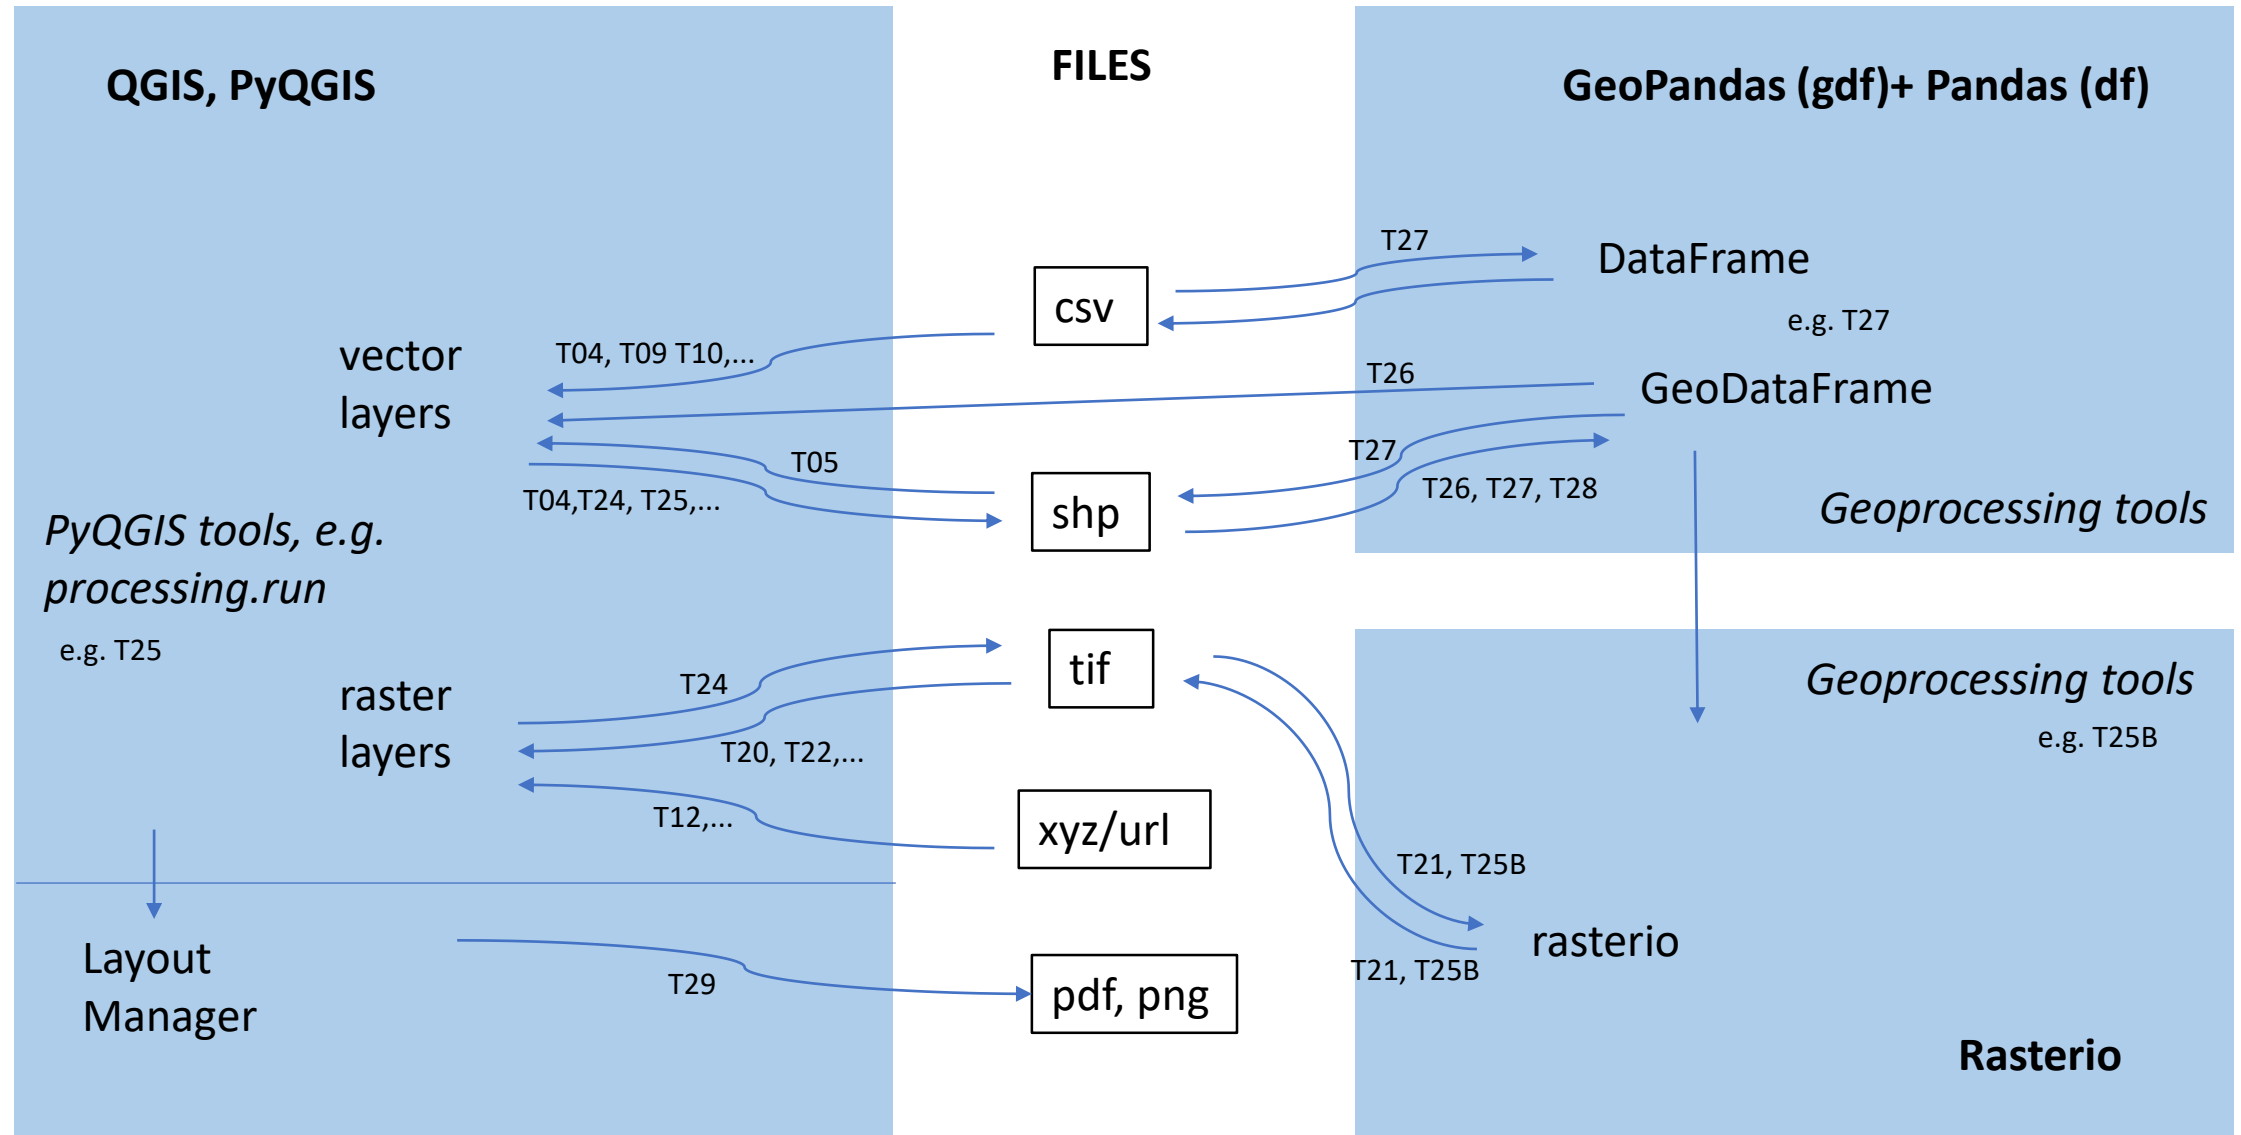 QGIS, PyQGIS
FILES
GeoPandas (gdf)+ Pandas (df)
T27
DataFrame
csv
e.g. T27
vector
layers
T04, T09 T10,...
T26
GeoDataFrame
T05
T27
T04,T24, T25,...
shp
T26, T27, T28
Geoprocessing tools
PyQGIS tools, e.g.
processing.run
e.g. T25
raster
layers
T24
tif
Geoprocessing tools
e.g. T25B
T20, T22,...
T12,...
xyz/url
T21, T25B
rasterio
T21, T25B
Layout
Manager
T29
pdf, png
Rasterio